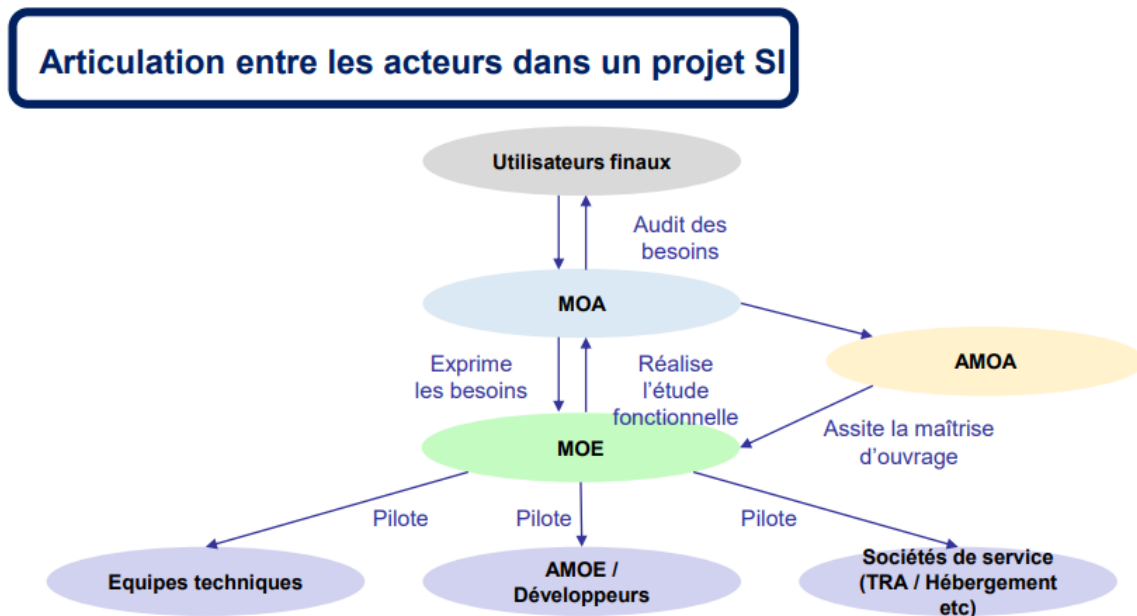 Articulation entre les acteurs dans un projet SI
Utilisateurs finaux
Audit des
besoins
MOA
Exprime
les besoins
Réalise
l'étude
fonctionnelle
AMOA
MOE
Assite la maîtrise
d'ouvrage
Pilote
Pilote
Pilote
Equipes techniques
AMOE /
Développeurs
Sociétés de service
(TRA / Hébergement
etc)